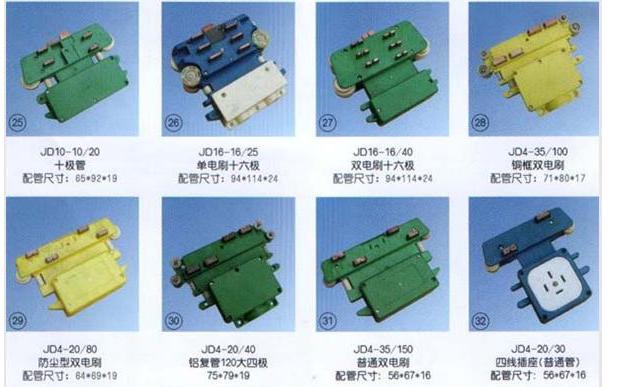 25
26
27
28
JD10-10/20
JD16-16/25
JD16-16/40
JD4-35/100
十极管
单电刷十六极
双电刷十六极
铜框双电刷
配管尺寸：65*92*19
配管尺寸：94*114*24
配管尺寸：94*114*24
配管尺寸：71*80*17
29
30
31
32
JD4-20/80
JD4-20/40
JD4-35/150
JD4-20/30
防尘型双电刷
铝复管120大四极
普通双电刷
四线插座(普通管)
配管尺寸：64*69*19
75*79*19
配管尺寸：56*67*16
配管尺寸：56*67*16